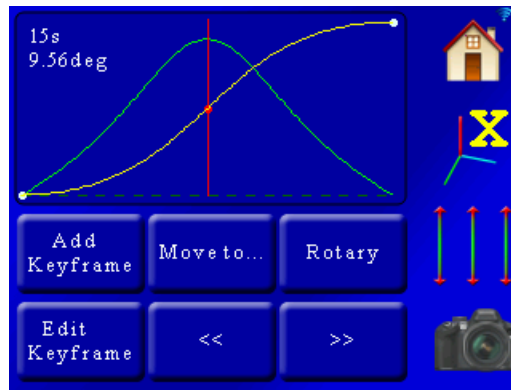 15s
9.56deg
X
Add
Keyframe
Move to...
Rotary
Edit
Keyframe
<<
>>